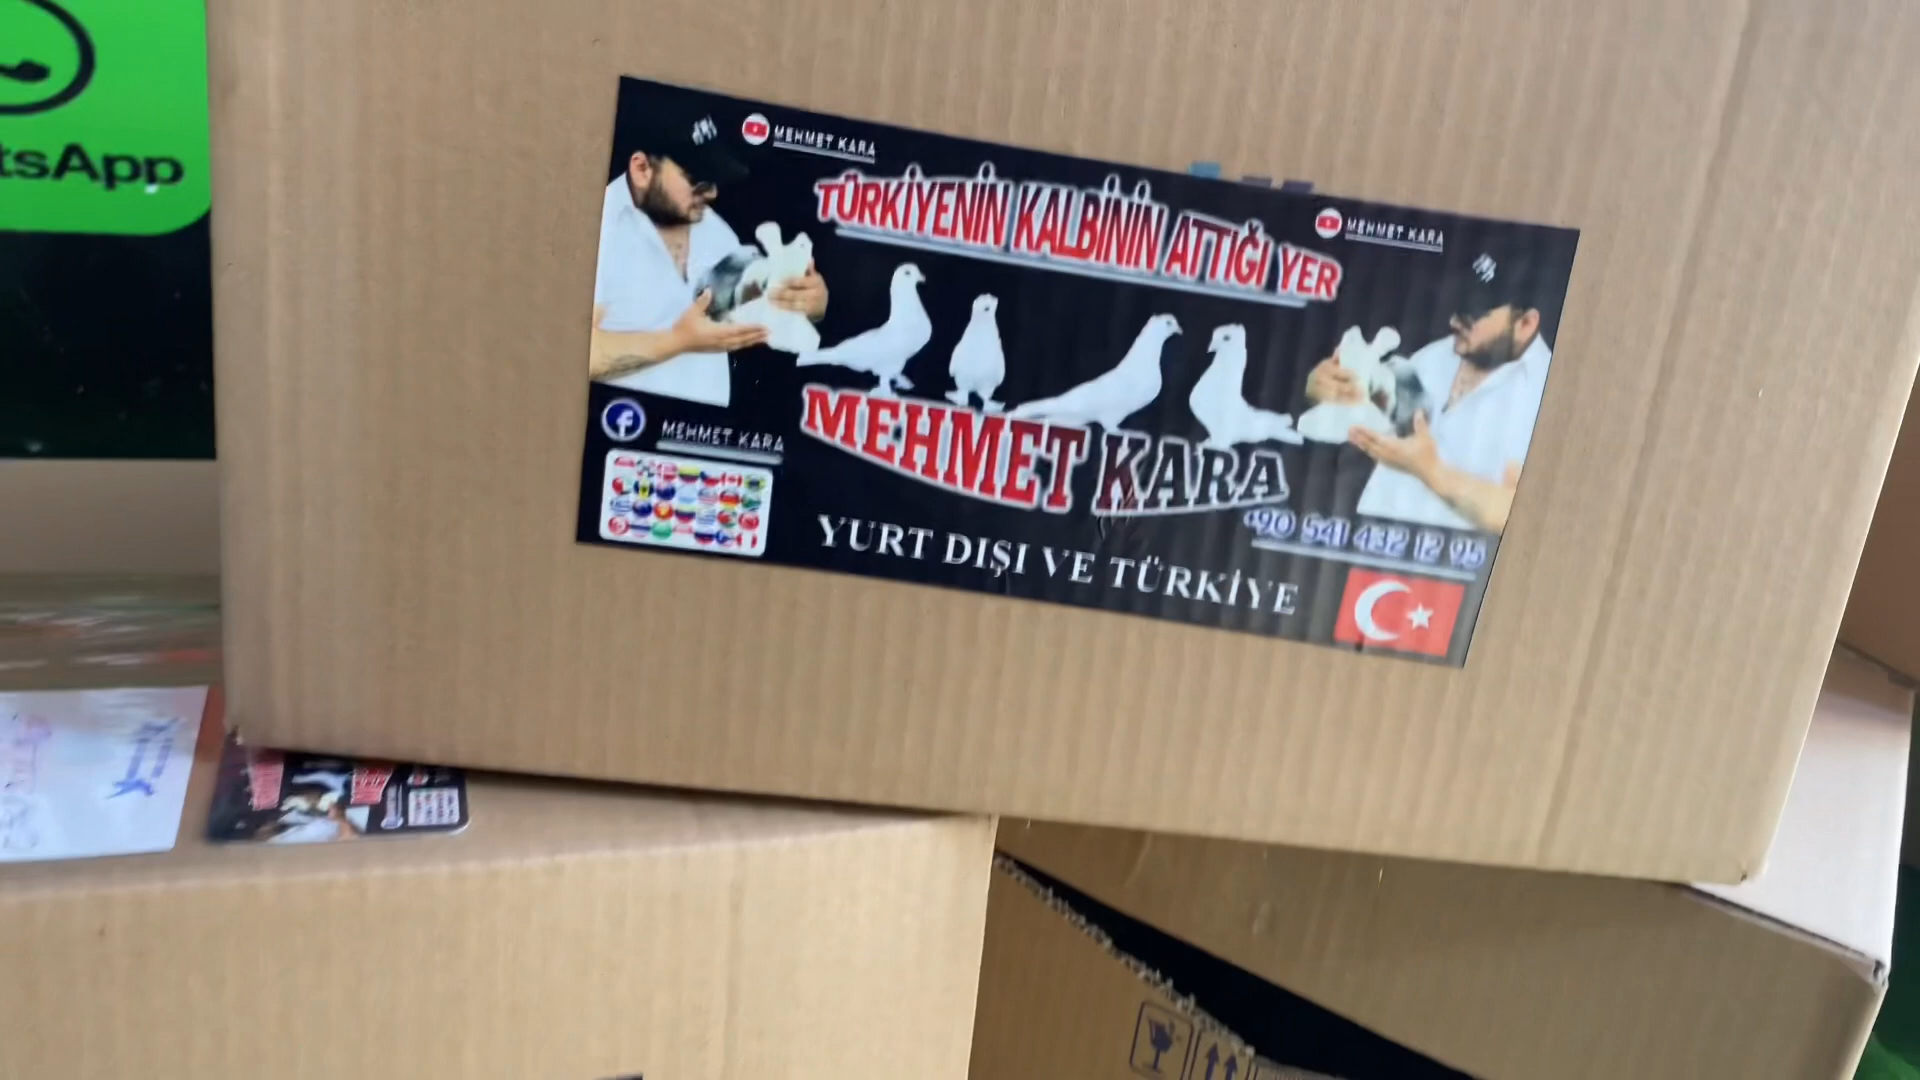 tsApp
MEHMET KARA
TÜRKİYENİN KALBİNİN ATTIĞI YER
MEHMET KARA
MEHMET KARA
MEHMET KARA
+90 541 432 12 95
YURT DIŞI VE TÜRKİYE